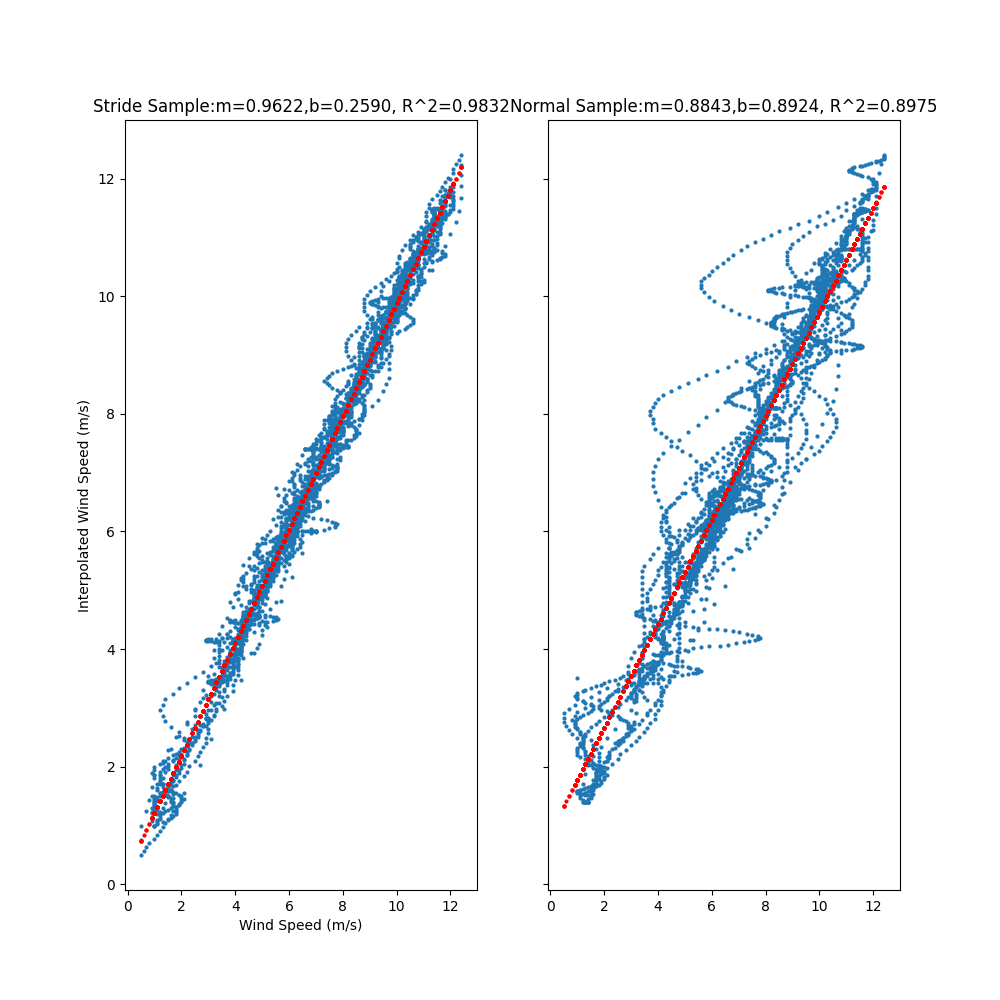 Stride Sample:m=0.9622,b=0.2590, R^2=0.9832
Normal Sample:m=0.8843,b=0.8924, R^2=0.8975
Interpolated Wind Speed (m/s)
12
10
8
6
4
2
0
0 2 4 6 8 10 12
Wind Speed (m/s)
0 2 4 6 8 10 12